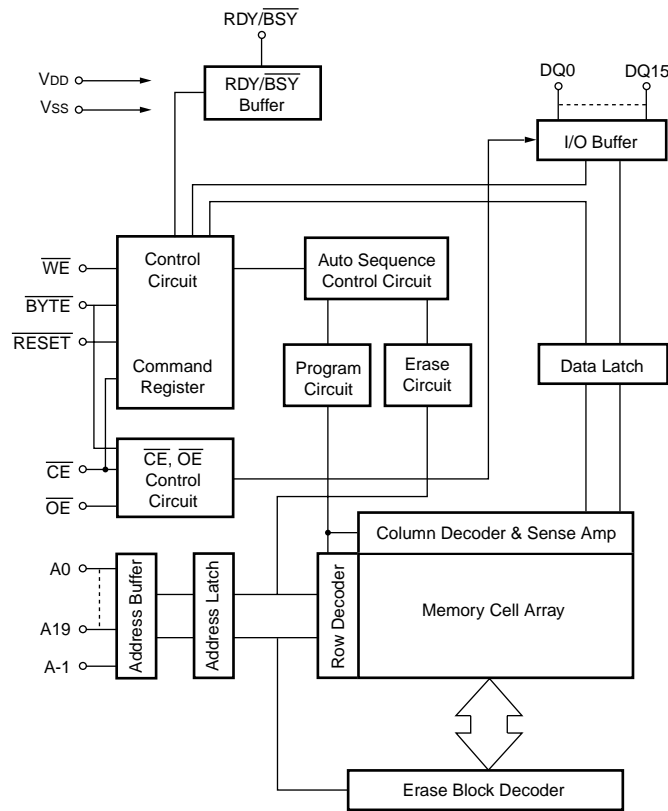 RDY/BSY
VDD
VSS
RDY/BSY
Buffer
DQ0
DQ15
I/O Buffer
WE
BYTE
RESET
Control
Circuit
Command
Register
Auto Sequence
Control Circuit
Program
Circuit
Erase
Circuit
Data Latch
CE
OE
CE, OE
Control
Circuit
A0
A19
A-1
Address Buffer
Address Latch
Row Decoder
Column Decoder & Sense Amp
Memory Cell Array
Erase Block Decoder